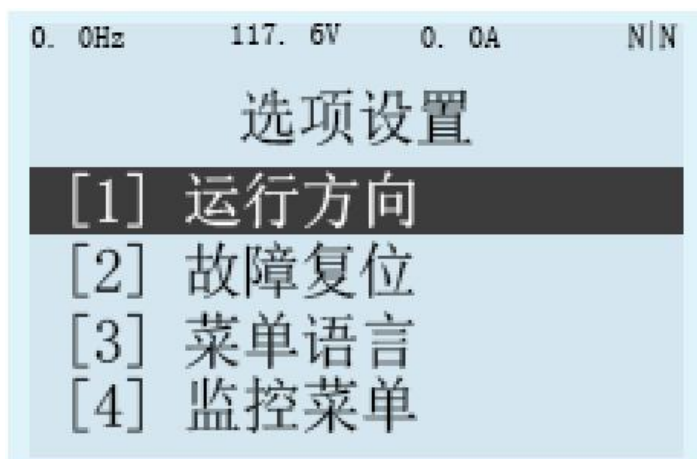 0. 0Hz 117. 6V 0. 0A N|N
选项设置
[1] 运行方向
[2] 故障复位
[3] 菜单语言
[4] 监控菜单